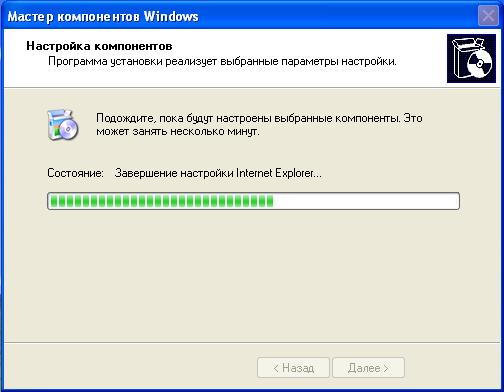 Мастер компонентов Windows
Настройка компонентов
Программа установки реализует выбранные параметры настройки.
Подождите, пока будут настроены выбранные компоненты. Это
может занять несколько минут.
Состояние: Завершение настройки Internet Explorer...
< Назад Далее >